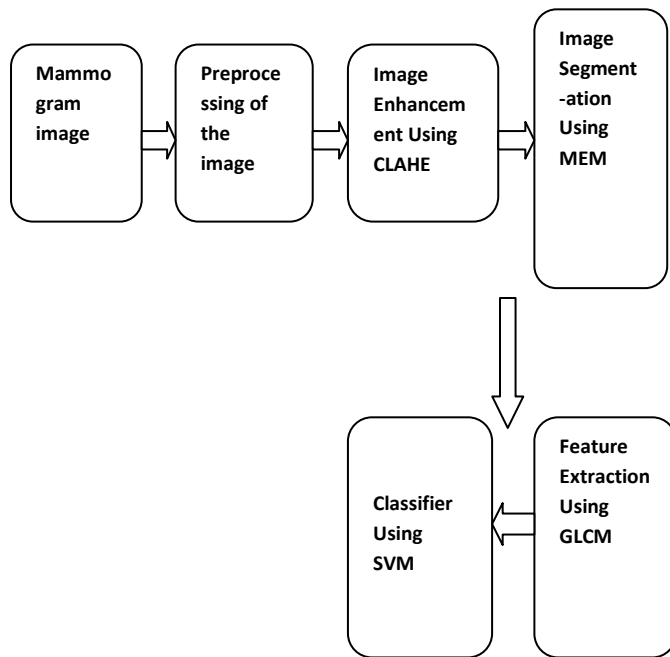 Mammo
gram
image
Preproce
ssing of
the
image
Image
Enhancem
ent Using
CLAHE
Image
Segment
-ation
Using
MEM
Feature
Extraction
Using
GLCM
Classifier
Using
SVM